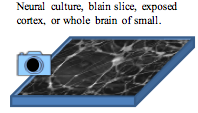 Neural culture, blain slice, exposed
cortex, or whole brain of small.